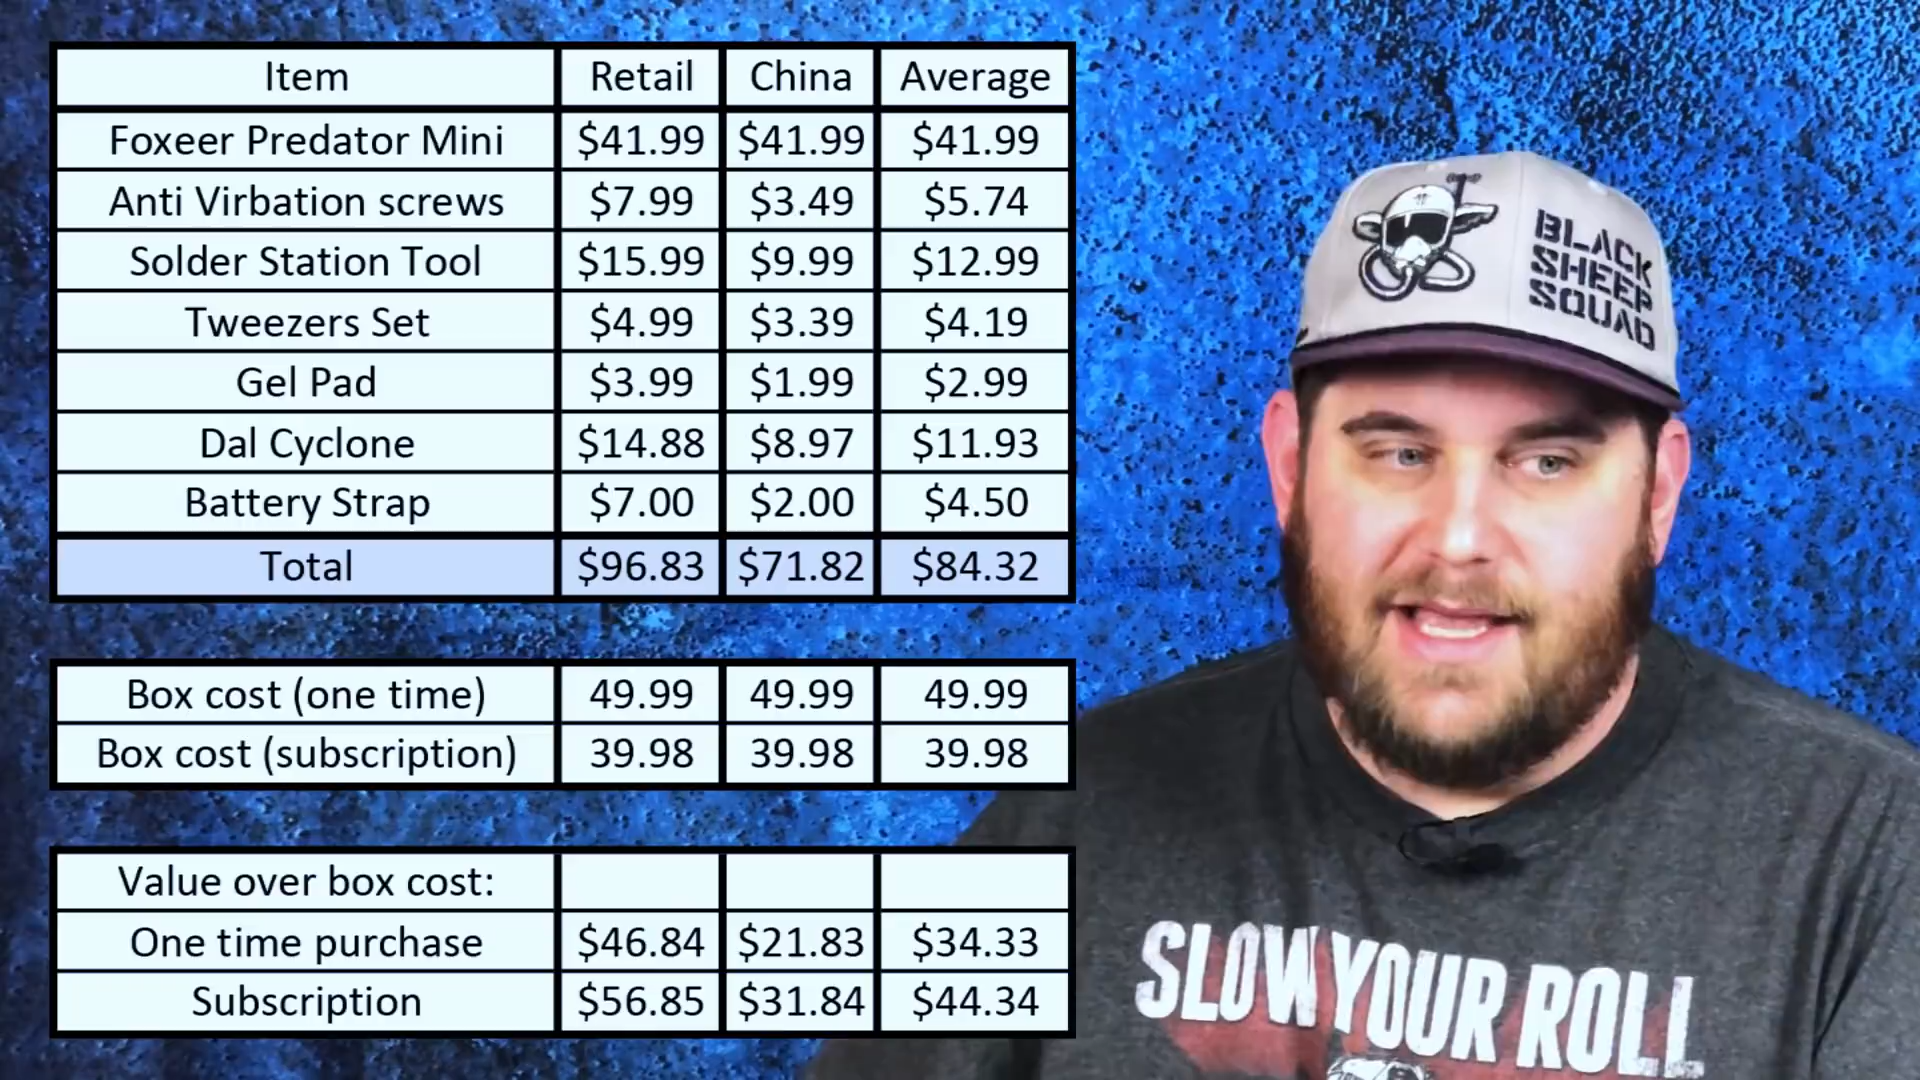 Item Retail China Average
Foxeer Predator Mini $41.99 $41.99 $41.99
Anti Virbation screws $7.99 $3.49 $5.74
Solder Station Tool $15.99 $9.99 $12.99
Tweezers Set $4.99 $3.39 $4.19
Gel Pad $3.99 $1.99 $2.99
Dal Cyclone $14.88 $8.97 $11.93
Battery Strap $7.00 $2.00 $4.50
Total $96.83 $71.82 $84.32
Box cost (one time) 49.99 49.99 49.99
Box cost (subscription) 39.98 39.98 39.98
Value over box cost:
One time purchase $46.84 $21.83 $34.33
Subscription $56.85 $31.84 $44.34
BLACK
SHEEP
SQUAD
SLOW YOUR ROLL